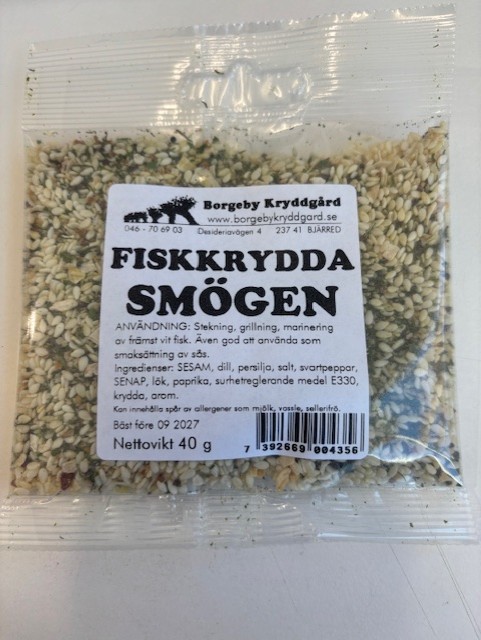 Borgeby Kryddgård
www.borgebykryddgard.se
046 - 70 69 03 Desideriavägen 4 237 41 BJÄRRED
FISKKRYDDA
SMÖGEN
ANVÄNDNING: Stekning, grillning, marinering
av främst vit fisk. Även god att använda som
smaksättning av sås.
Ingredienser: SESAM, dill, persilja, salt, svartpeppar,
SENAP, lök, paprika, surhetreglerande medel E330,
krydda, arom.
Kan innehålla spår av allergener som mjölk, vassle, sellerifrö.
Bäst före 09 2027
Nettovikt 40 g
7 392669 004356